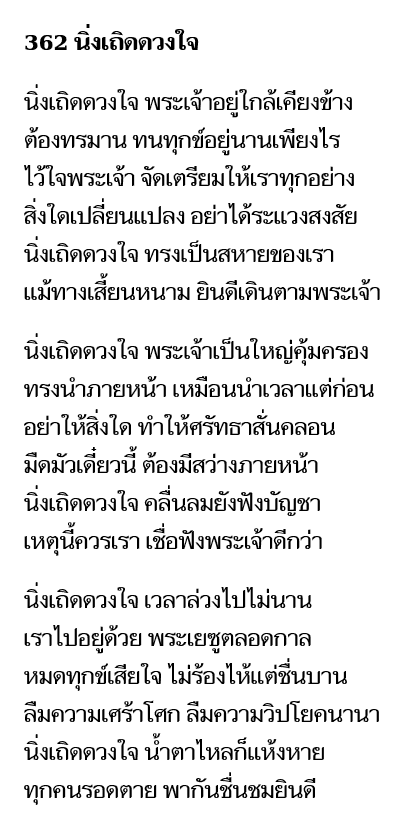 362 นิ่งเถิดดวงใจ
นิ่งเถิดดวงใจ พระเจ้าอยู่ใกล้เคียงข้าง
ต้องทรมาน ทนทุกข์อยู่นานเพียงไร
ไว้ใจพระเจ้า จัดเตรียมให้เราทุกอย่าง
สิ่งใดเปลี่ยนแปลง อย่าได้ระแวงสงสัย
นิ่งเถิดดวงใจ ทรงเป็นสหายของเรา
แม้ทางเสี้ยนหนาม ยินดีเดินตามพระเจ้า
นิ่งเถิดดวงใจ พระเจ้าเป็นใหญ่คุ้มครอง
ทรงนำภายหน้า เหมือนนำเวลาแต่ก่อน
อย่าให้สิ่งใด ทำให้ศรัทธาสั่นคลอน
มืดมัวเดี๋ยวนี้ ต้องมีสว่างภายหน้า
นิ่งเถิดดวงใจ คลื่นลมยังฟังบัญชา
เหตุนี้ควรเรา เชื่อฟังพระเจ้าดีกว่า
นิ่งเถิดดวงใจ เวลาล่วงไปไม่นาน
เราไปอยู่ด้วย พระเยซูตลอดกาล
หมดทุกข์เสียใจ ไม่ร้องไห้แต่ชื่นบาน
ลืมความเศร้าโศก ลืมความวิปโยคนานา
นิ่งเถิดดวงใจ น้ำตาไหลก็แห้งหาย
ทุกคนรอดตาย พากันชื่นชมยินดี